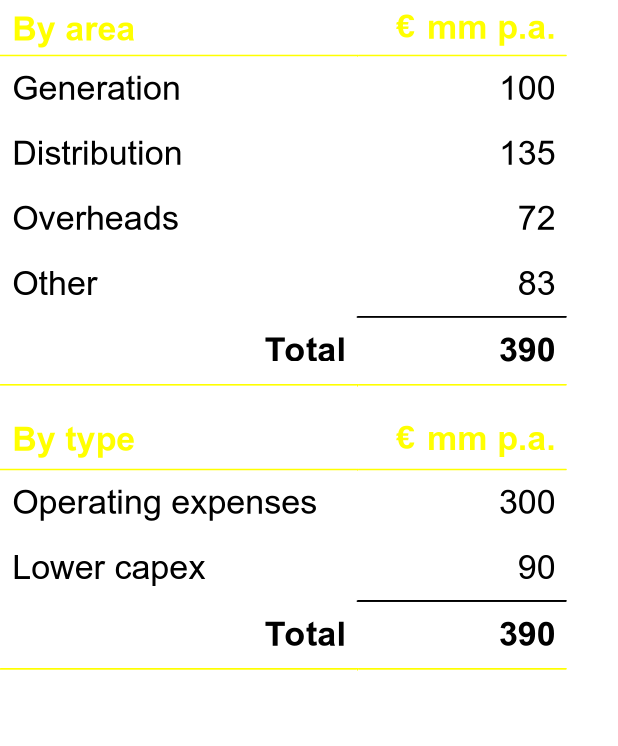 By area € mm p.a.
Generation 100
Distribution 135
Overheads 72
Other 83
Total 390
By type € mm p.a.
Operating expenses 300
Lower capex 90
Total 390